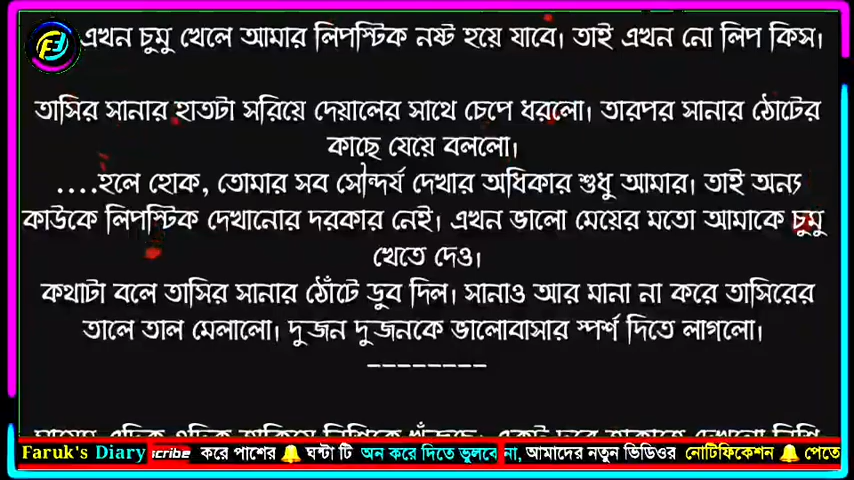 এখন চুমু খেলে আমার লিপস্টিক নষ্ট হয়ে যাবে। তাই এখন নো লিপ কিস।
তাসির সানার হাতটা সরিয়ে দেয়ালের সাথে চেপে ধরলো। তারপর সানার ঠোটের
কাছে যেয়ে বললো।
....হলে হোক, তোমার সব সৌন্দর্য দেখার অধিকার শুধু আমার। তাই অন্য
কাউকে লিপস্টিক দেখানোর দরকার নেই। এখন ভালো মেয়ের মতো আমাকে চুমু
খেতে দেও।
কথাটা বলে তাসির সানার ঠোঁটে ডুব দিল। সানাও আর মানা না করে তাসিরের
তালে তাল মেলালো। দুজন দুজনকে ভালোবাসার স্পর্শ দিতে লাগলো।
--------
Faruk's Diary cribe করে পাশের 🔔 ঘন্টা টি অন করে দিতে ভুলবেন না, আমাদের নতুন ভিডিওর নোটিফিকেশন 🔔 পেতে